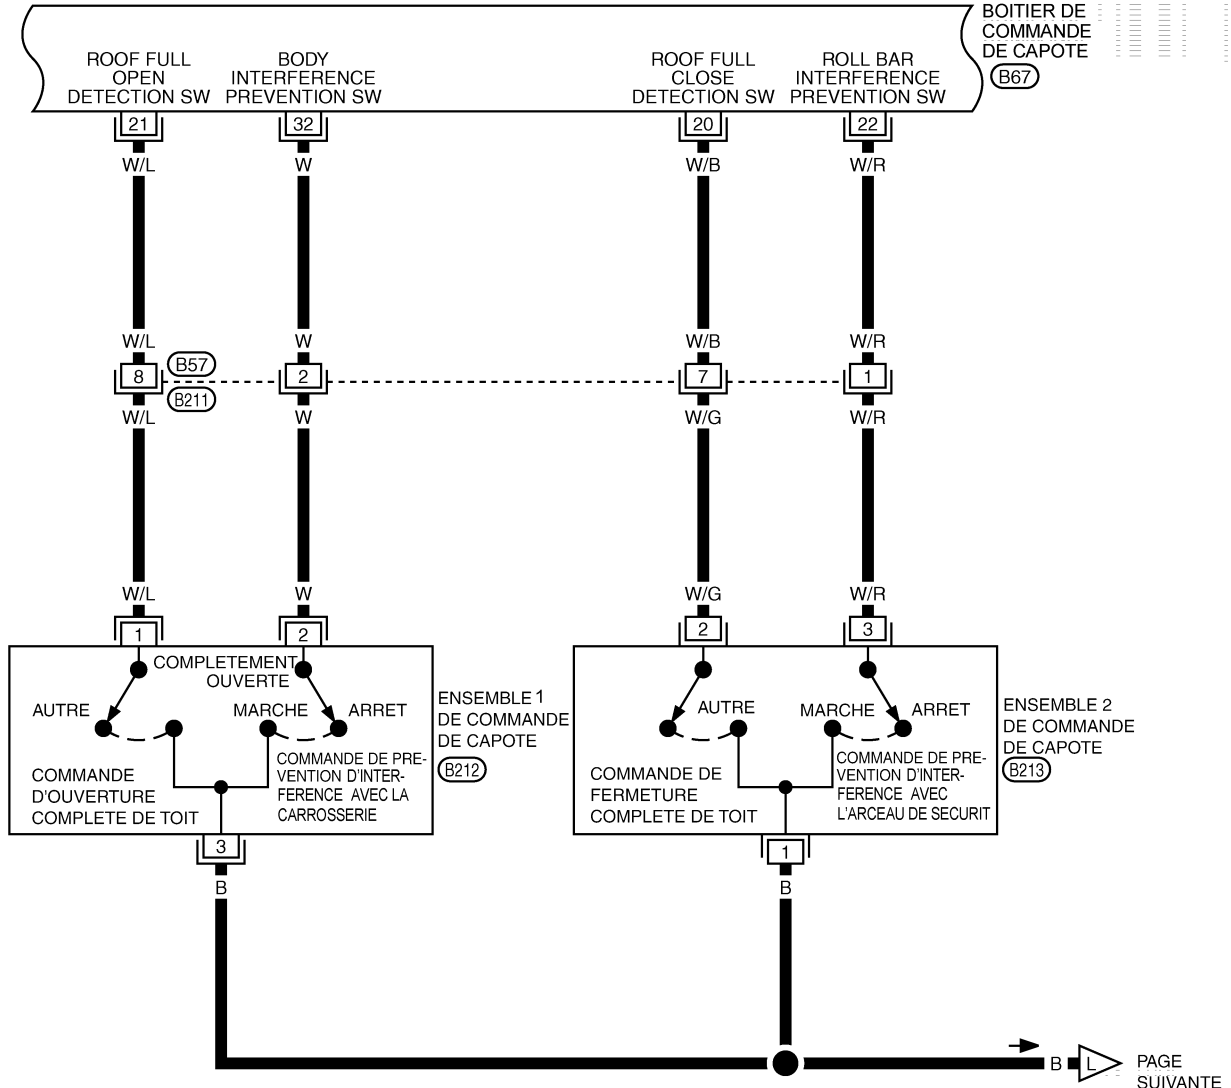 BOITIER DE
COMMANDE
DE CAPOTE
B67
ROOF FULL
OPEN
DETECTION SW
BODY
INTERFERENCE
PREVENTION SW
ROOF FULL
CLOSE
DETECTION SW
ROLL BAR
INTERFERENCE
PREVENTION SW
21 32 20 22
W/L W W/B W/R
W/L W W/B W/R
8 B57 2 7 1
B211
W/L W W/G W/R
W/L W W/G W/R
1 2 2 3
COMPLETEMENT
OUVERTE
AUTRE MARCHE ARRET
COMMANDE
D'OUVERTURE
COMPLETE DE TOIT
COMMANDE DE PRE-
VENTION D'INTER-
FERENCE AVEC LA
CARROSSERIE
ENSEMBLE 1
DE COMMANDE
DE CAPOTE
B212
AUTRE MARCHE ARRET
COMMANDE DE
FERMETURE
COMPLETE DE TOIT
COMMANDE DE PRE-
VENTION D'INTER-
FERENCE AVEC
L'ARCEAU DE SECURIT
ENSEMBLE 2
DE COMMANDE
DE CAPOTE
B213
3 1
B B
B L PAGE
SUIVANTE